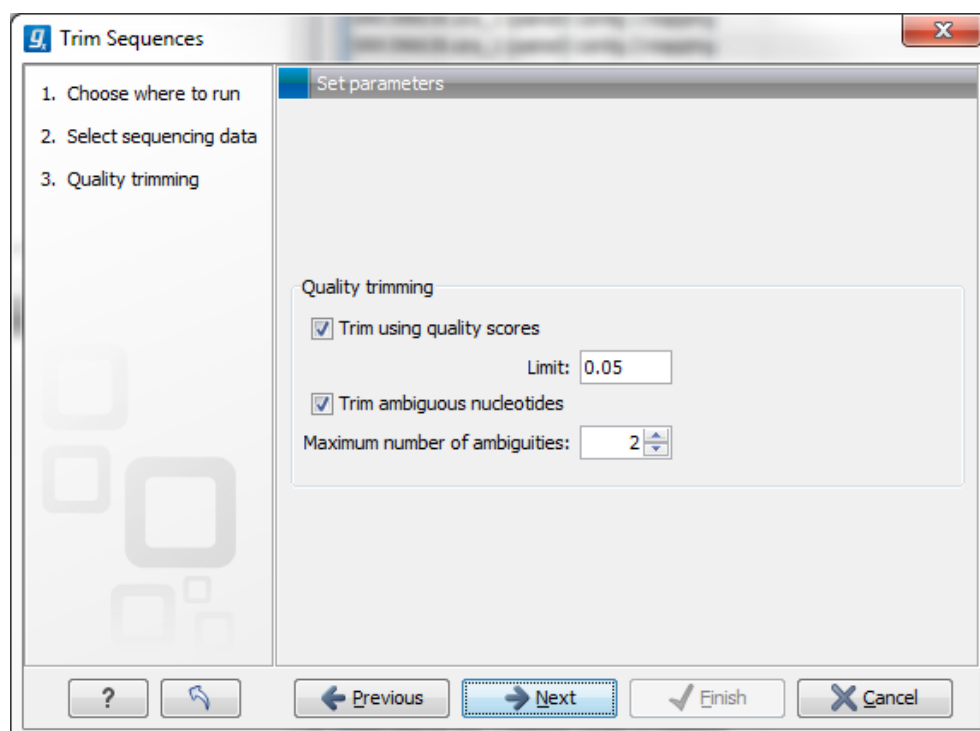 Trim Sequences
1. Choose where to run
2. Select sequencing data
3. Quality trimming
Set parameters
Quality trimming
Trim using quality scores
Limit: 0.05
Trim ambiguous nucleotides
Maximum number of ambiguities: 2
? Previous Next Finish Cancel